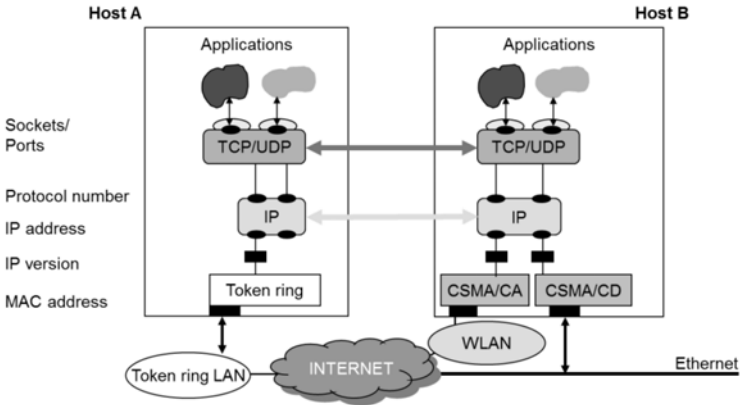 Host A
Host B
Applications
Applications
Sockets/
Ports
TCP/UDP
TCP/UDP
Protocol number
IP address
IP
IP
IP version
MAC address
Token ring
CSMA/CA
CSMA/CD
Token ring LAN
INTERNET
WLAN
Ethernet